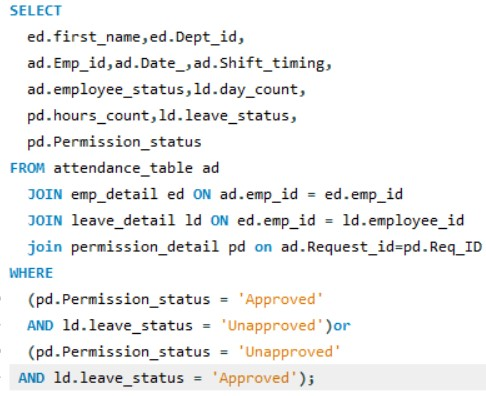 SELECT
ed.first_name,ed.Dept_id,
ad.Emp_id,ad.Date_,ad.Shift_timing,
ad.employee_status,ld.day_count,
pd.hours_count,ld.leave_status,
pd.Permission_status
FROM attendance_table ad
JOIN emp_detail ed ON ad.emp_id = ed.emp_id
JOIN leave_detail ld ON ed.emp_id = ld.employee_id
join permission_detail pd on ad.Request_id=pd.Req_ID
WHERE
(pd.Permission_status = 'Approved'
AND ld.leave_status = 'Unapproved')or
(pd.Permission_status = 'Unapproved'
AND ld.leave_status = 'Approved');